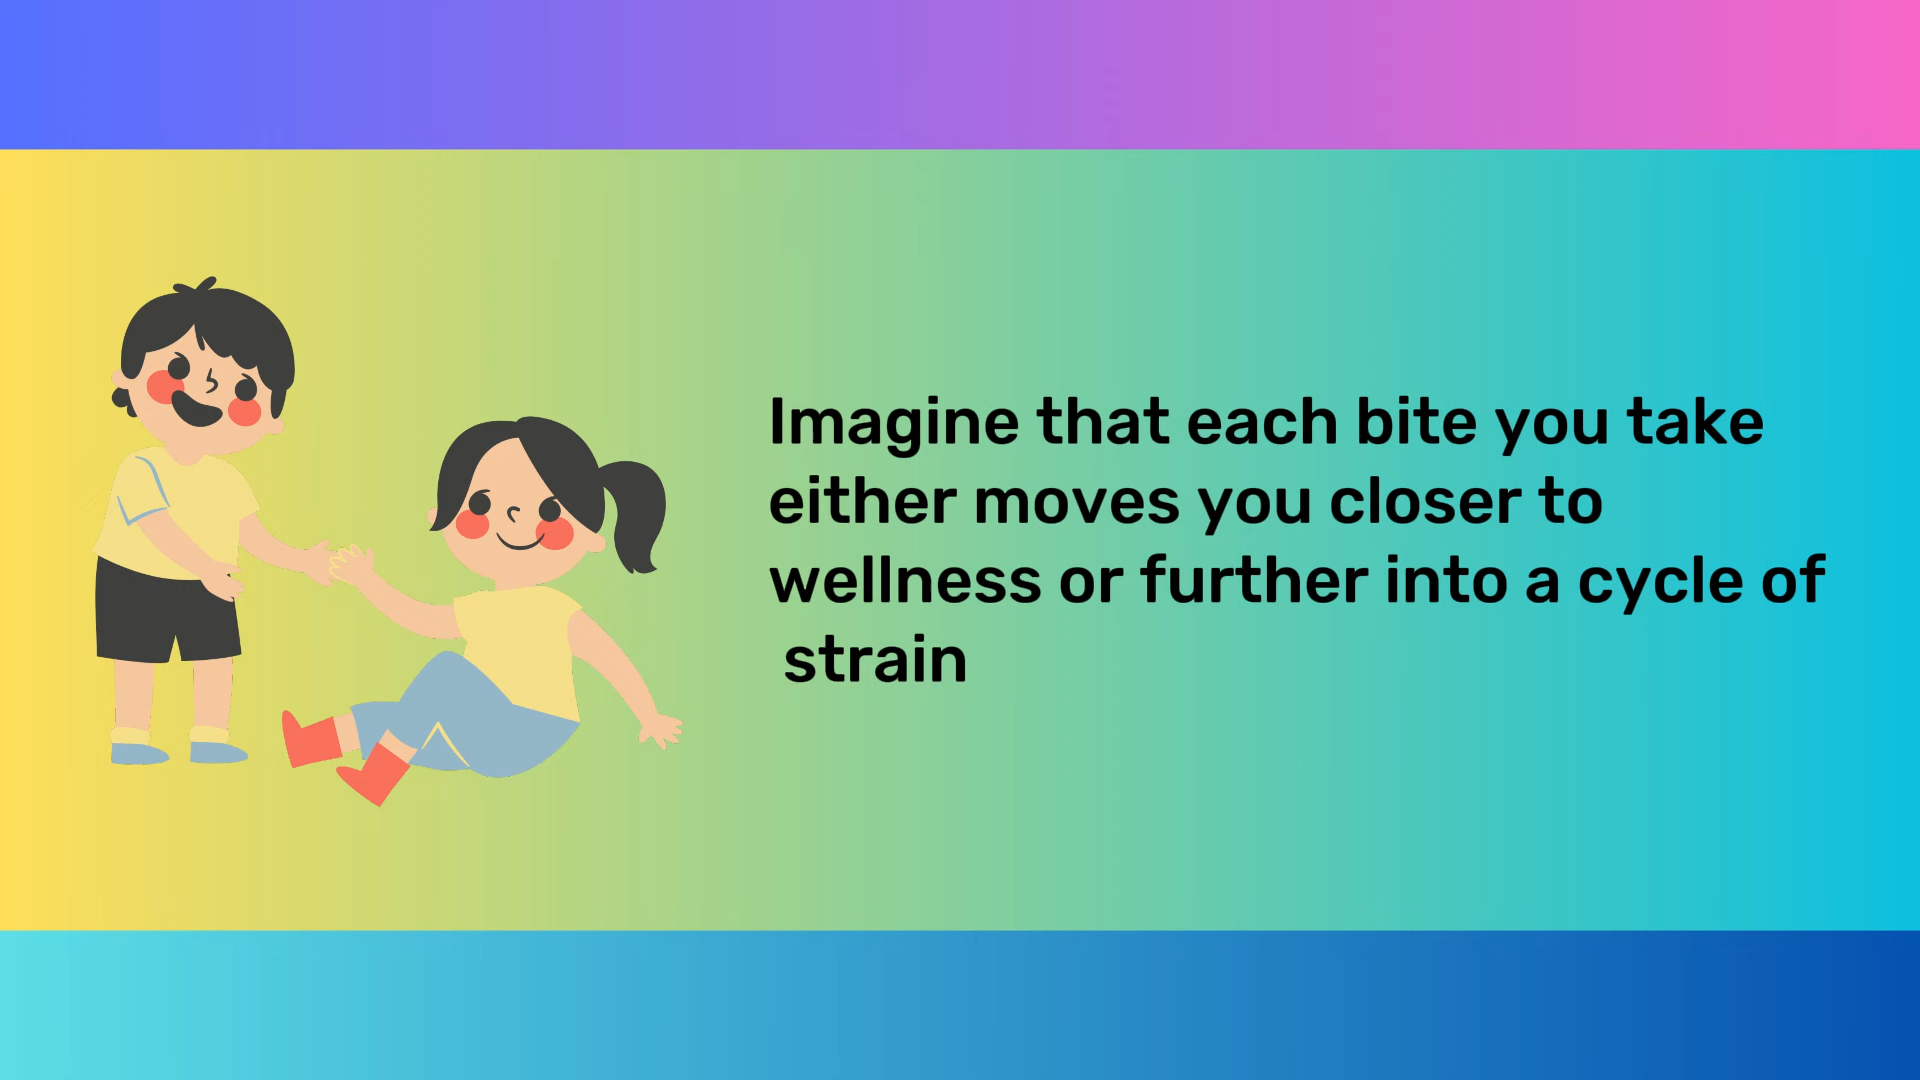 Imagine that each bite you take
either moves you closer to
wellness or further into a cycle of
strain